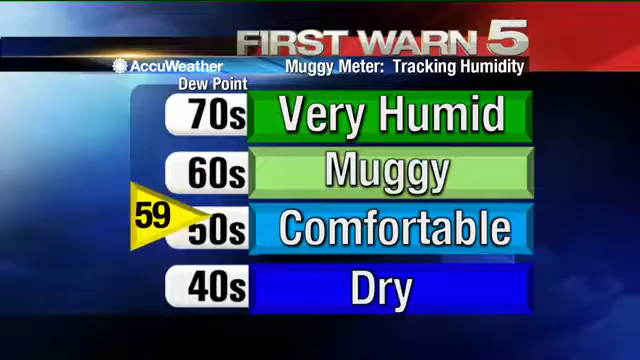 FIRST WARN 5
AccuWeather
Muggy Meter: Tracking Humidity
Dew Point
70s Very Humid
60s Muggy
59
50s Comfortable
40s Dry